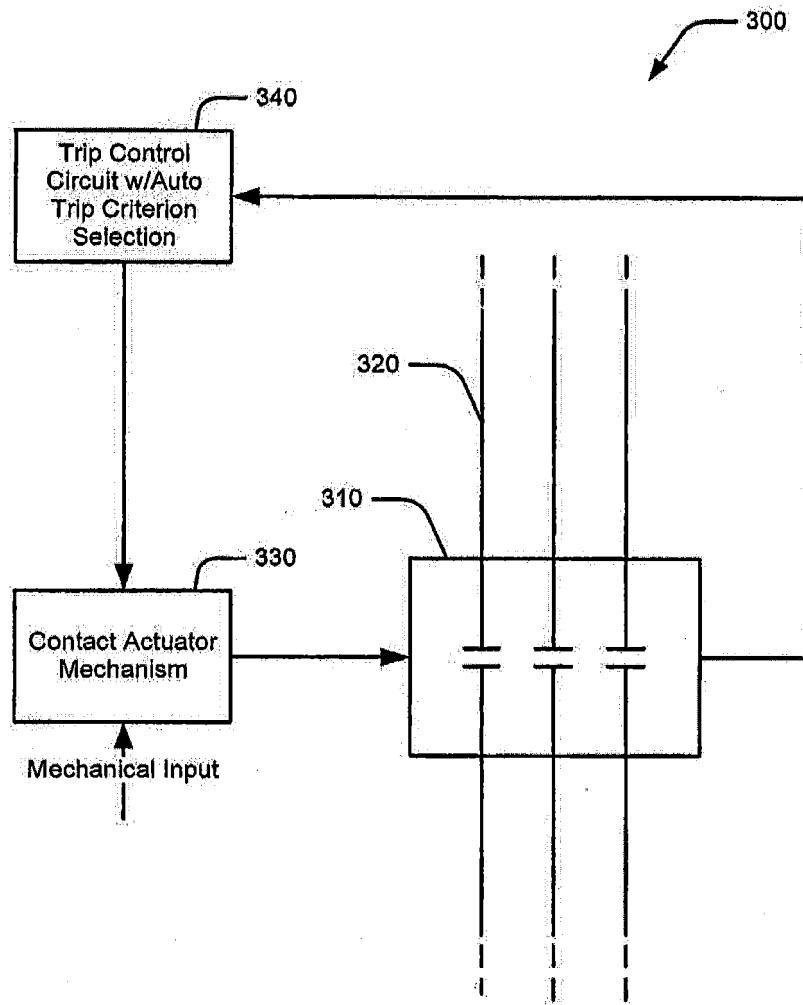 300
340
Trip Control
Circuit w/Auto
Trip Criterion
Selection
320
310
330
Contact Actuator
Mechanism
Mechanical Input